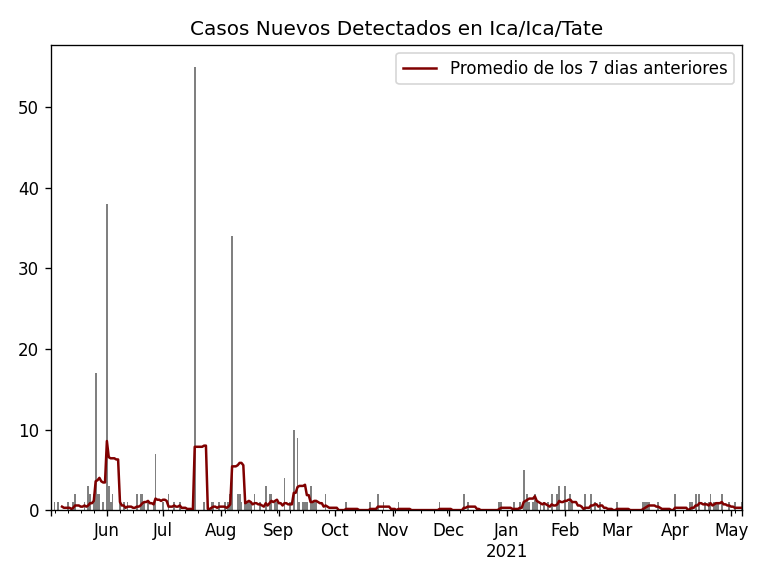 Casos Nuevos Detectados en Ica/Ica/Tate
Promedio de los 7 dias anteriores
50
40
30
20
10
0
Jun Jul Aug Sep Oct Nov Dec Jan Feb Mar Apr May
2021